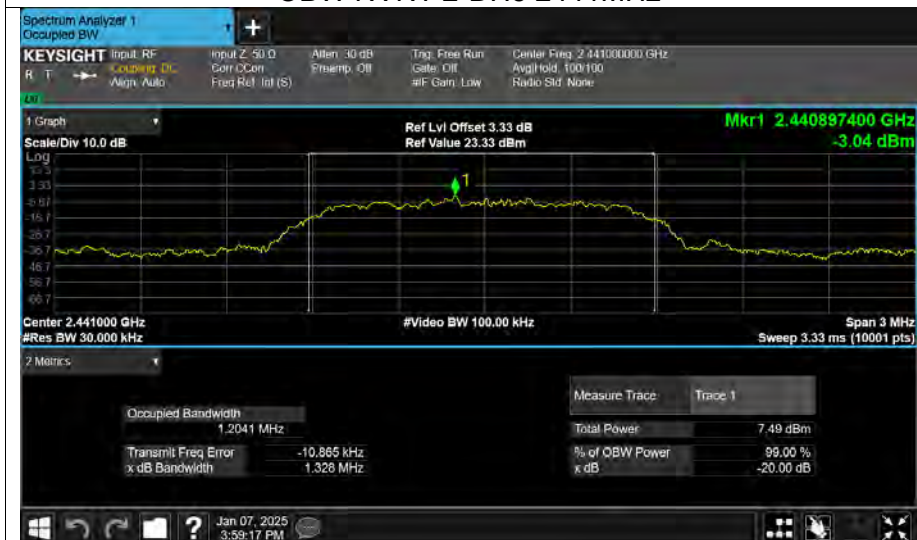 Spectrum Analyzer 1
Occupied BW
KEYSIGHT Input: RF Input Z: 50 Ω Atten: 30 dB Trig: Free Run Center Freq: 2.441000000 GHz
R T Coupling: DC Corr CCorr Preamp: Off Gate: Off Avg|Hold: 100/100
Align: Auto Freq Ref: Int (S) #IF Gain: Low Radio Std: None
1 Graph Ref Lvl Offset 3.33 dB Mkr1 2.440897400 GHz
Scale/Div 10.0 dB Ref Value 23.33 dBm -3.04 dBm
Log
3.33
-6.67
-16.7
-26.7
-36.7
-46.7
-56.7
-66.7
1
Center 2.441000 GHz #Video BW 100.00 kHz Span 3 MHz
#Res BW 30.000 kHz Sweep 3.33 ms (10001 pts)
2 Metrics
Measure Trace Trace 1
Occupied Bandwidth
1.2041 MHz Total Power 7.49 dBm
Transmit Freq Error -10.865 kHz % of OBW Power 99.00 %
x dB Bandwidth 1.328 MHz x dB -20.00 dB
? Jan 07, 2025
3:59:17 PM